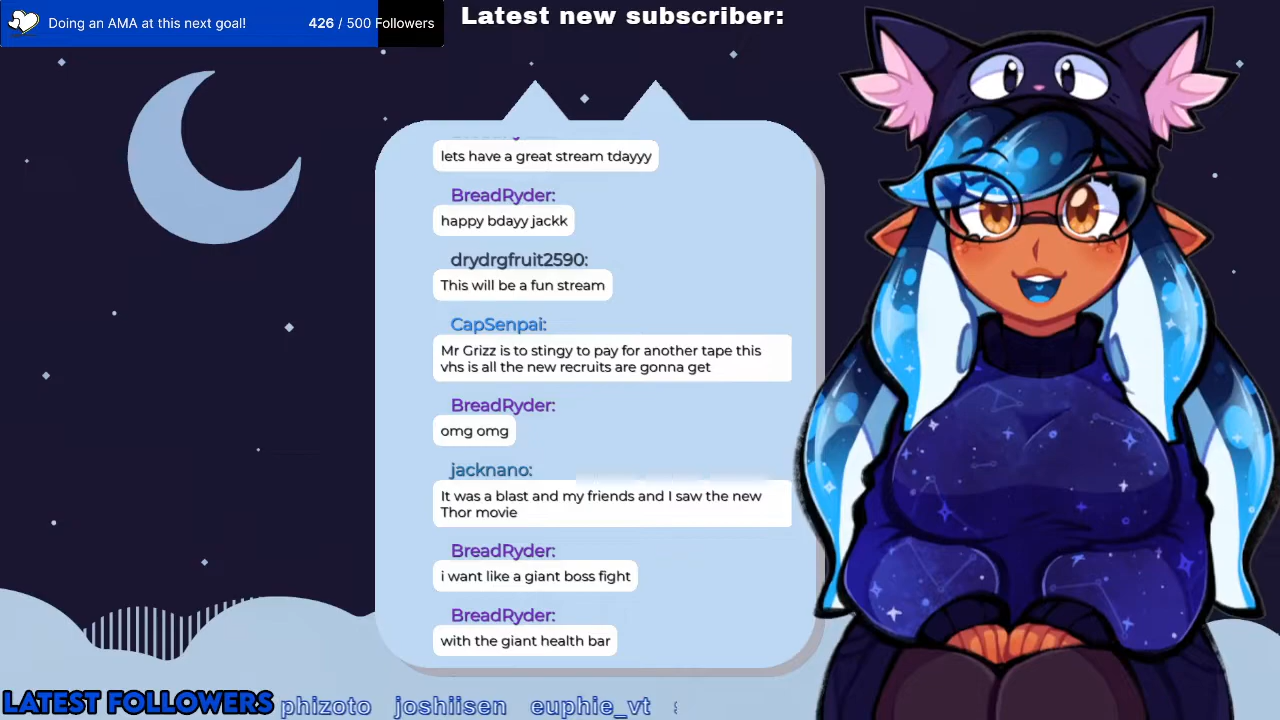 Doing an AMA at this next goal! 426 / 500 Followers
Latest new subscriber:
lets have a great stream tdayyy
BreadRyder:
happy bdayy jackk
drydrgfruit2590:
This will be a fun stream
CapSenpai:
Mr Grizz is to stingy to pay for another tape this
vhs is all the new recruits are gonna get
BreadRyder:
omg omg
jacknano:
It was a blast and my friends and I saw the new
Thor movie
BreadRyder:
i want like a giant boss fight
BreadRyder:
with the giant health bar
LATEST FOLLOWERS phizoto joshiisen euphie_vt